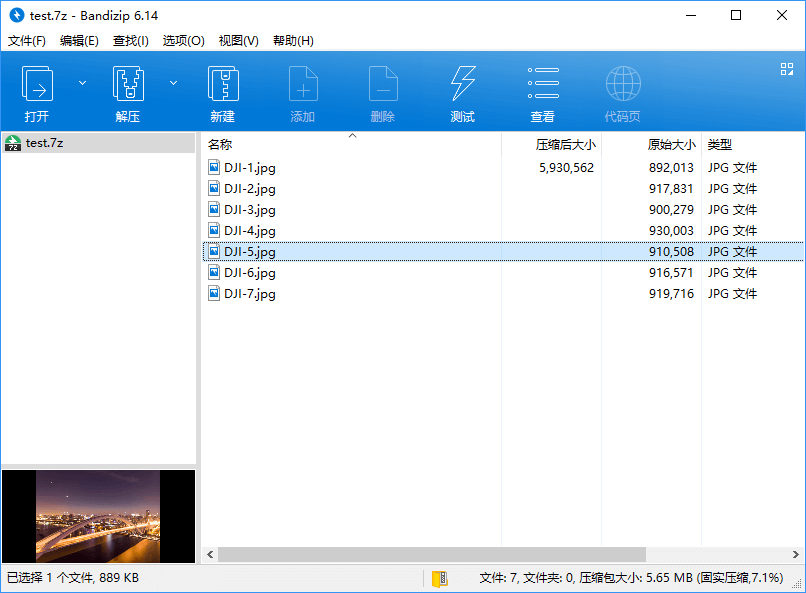 test.7z - Bandizip 6.14
文件(F) 编辑(E) 查找(I) 选项(O) 视图(V) 帮助(H)
打开 解压 新建 添加 删除 测试 查看 代码页
test.7z
名称 压缩后大小 原始大小 类型
DJI-1.jpg 5,930,562 892,013 JPG 文件
DJI-2.jpg 917,831 JPG 文件
DJI-3.jpg 900,279 JPG 文件
DJI-4.jpg 930,003 JPG 文件
DJI-5.jpg 910,508 JPG 文件
DJI-6.jpg 916,571 JPG 文件
DJI-7.jpg 919,716 JPG 文件
已选择 1 个文件, 889 KB
文件: 7, 文件夹: 0, 压缩包大小: 5.65 MB (固实压缩,7.1%)